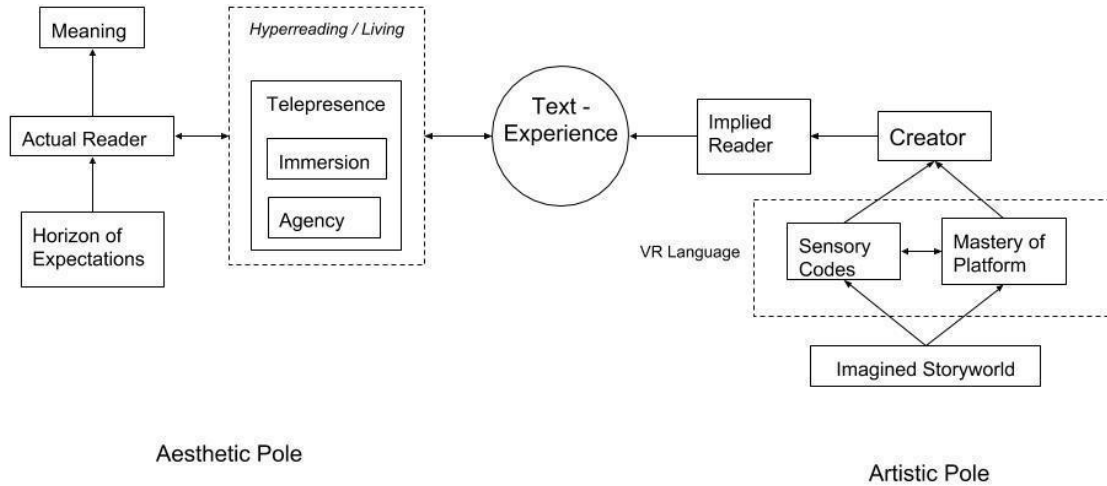 Meaning
Actual Reader
Horizon of
Expectations
Hyperreading / Living
Telepresence
Immersion
Agency
Text -
Experience
Implied
Reader
Creator
VR Language
Sensory
Codes
Mastery of
Platform
Imagined Storyworld
Aesthetic Pole
Artistic Pole